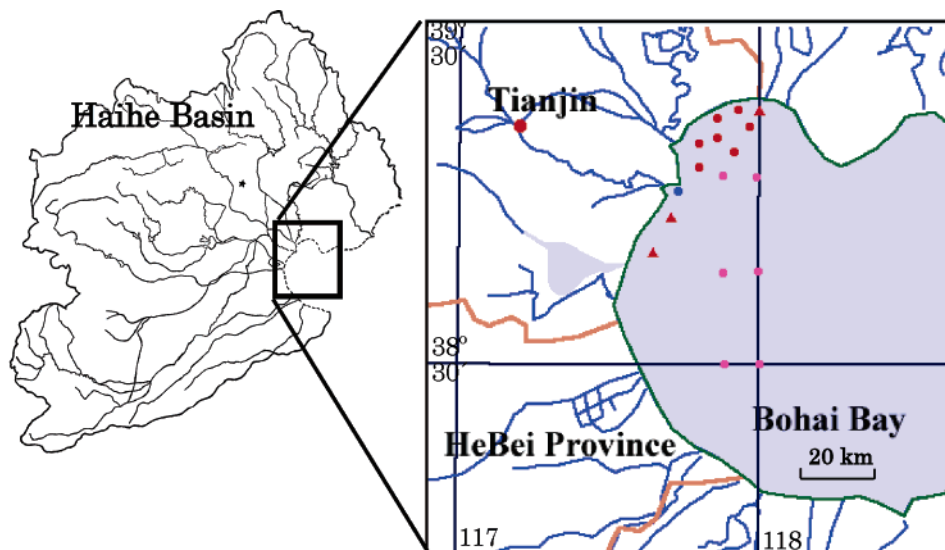 Haihe Basin
39°
30′
Tianjin
38°
30′
HeBei Province
Bohai Bay
20 km
117
118